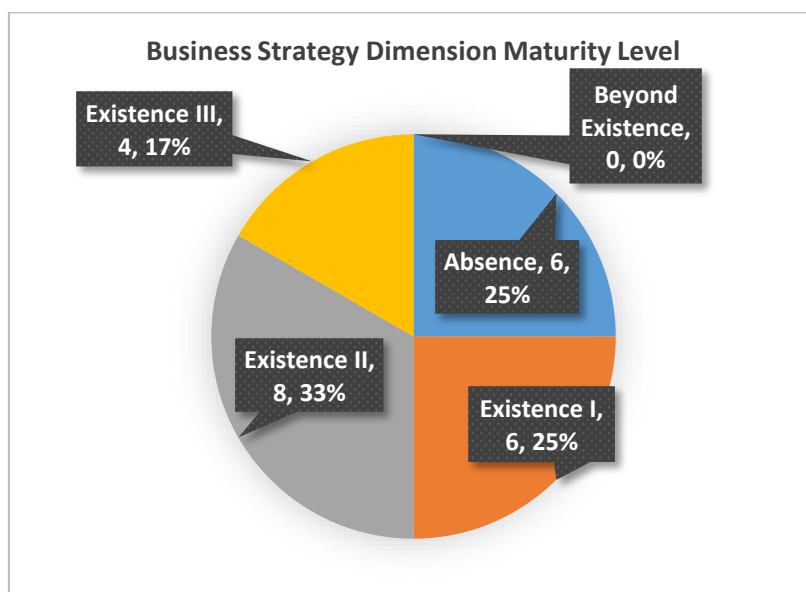 Business Strategy Dimension Maturity Level
Existence III,
4, 17%
Beyond
Existence,
0, 0%
Absence, 6,
25%
Existence II,
8, 33%
Existence I,
6, 25%